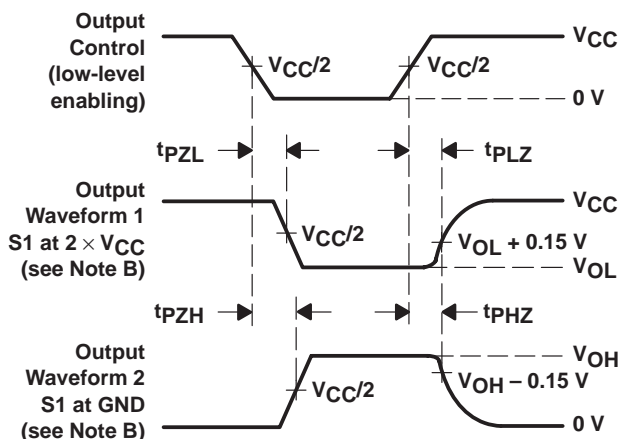 Output
Control
(low-level
enabling)
VCC
VCC/2
VCC/2
0 V
tPZL
tPLZ
Output
Waveform 1
S1 at 2 × VCC
(see Note B)
VCC
VCC/2
VOL + 0.15 V
VOL
tPZH
tPHZ
Output
Waveform 2
S1 at GND
(see Note B)
VOH
VCC/2
VOH – 0.15 V
0 V